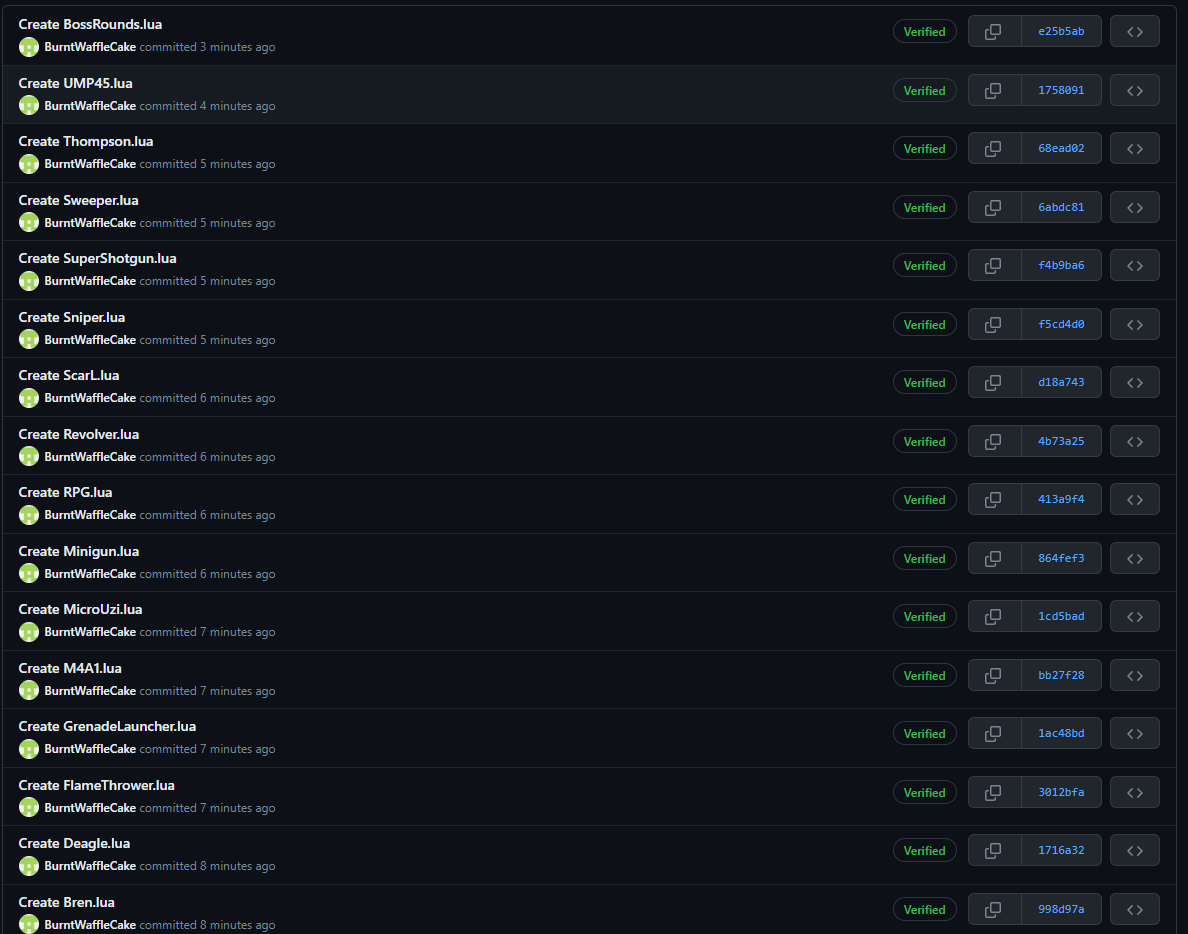 Create BossRounds.lua
BurntWaffleCake committed 3 minutes ago
Verified
e25b5ab
Create UMP45.lua
BurntWaffleCake committed 4 minutes ago
Verified
1758091
Create Thompson.lua
BurntWaffleCake committed 5 minutes ago
Verified
68ead02
Create Sweeper.lua
BurntWaffleCake committed 5 minutes ago
Verified
6abdc81
Create SuperShotgun.lua
BurntWaffleCake committed 5 minutes ago
Verified
f4b9ba6
Create Sniper.lua
BurntWaffleCake committed 5 minutes ago
Verified
f5cd4d0
Create ScarL.lua
BurntWaffleCake committed 6 minutes ago
Verified
d18a743
Create Revolver.lua
BurntWaffleCake committed 6 minutes ago
Verified
4b73a25
Create RPG.lua
BurntWaffleCake committed 6 minutes ago
Verified
413a9f4
Create Minigun.lua
BurntWaffleCake committed 6 minutes ago
Verified
864fef3
Create MicroUzi.lua
BurntWaffleCake committed 7 minutes ago
Verified
1cd5bad
Create M4A1.lua
BurntWaffleCake committed 7 minutes ago
Verified
bb27f28
Create GrenadeLauncher.lua
BurntWaffleCake committed 7 minutes ago
Verified
1ac48bd
Create FlameThrower.lua
BurntWaffleCake committed 7 minutes ago
Verified
3012bfa
Create Deagle.lua
BurntWaffleCake committed 8 minutes ago
Verified
1716a32
Create Bren.lua
BurntWaffleCake committed 8 minutes ago
Verified
998d97a